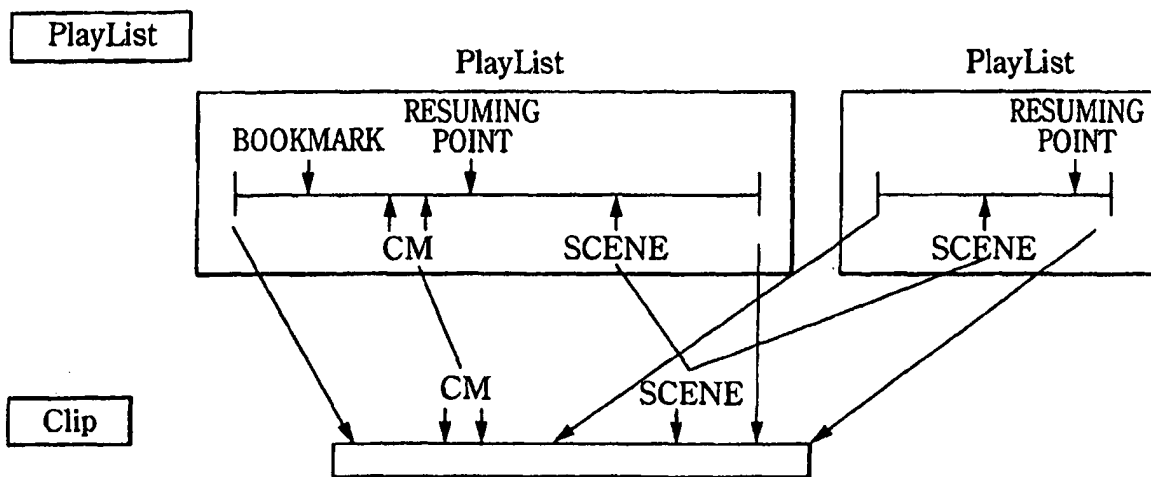 PlayList
PlayList
PlayList
RESUMING
POINT
BOOKMARK
RESUMING
POINT
CM
SCENE
SCENE
CM
SCENE
Clip